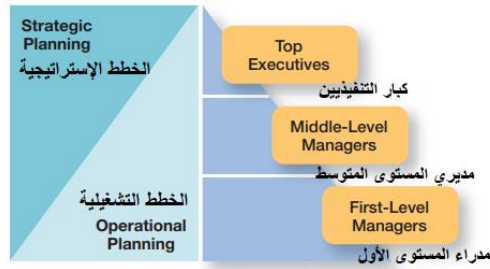 Strategic
Planning
الخطط الإستراتيجية
Top
Executives
كبار التنفيذيين
Middle-Level
Managers
مديري المستوى المتوسط
الخطط التشغيلية
Operational
Planning
First-Level
Managers
مدراء المستوى الأول